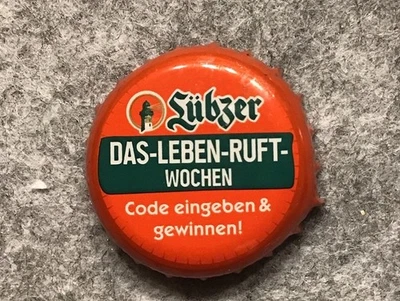 Lübzer
DAS-LEBEN-RUFT-
WOCHEN
Code eingeben &
gewinnen!